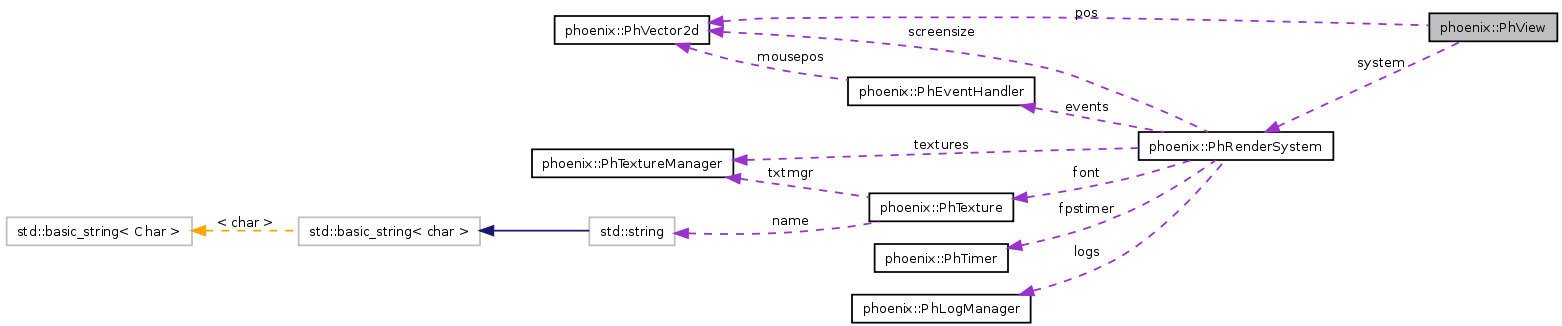 pos
phoenix::PhView
phoenix::PhVector2d
screensize
mousepos
system
phoenix::PhEventHandler
events
phoenix::PhRenderSystem
textures
phoenix::PhTextureManager
txtmgr
font
phoenix::PhTexture
fpstimer
name
< char >
std::basic_string< Char >
std::basic_string< char >
std::string
logs
phoenix::PhTimer
phoenix::PhLogManager